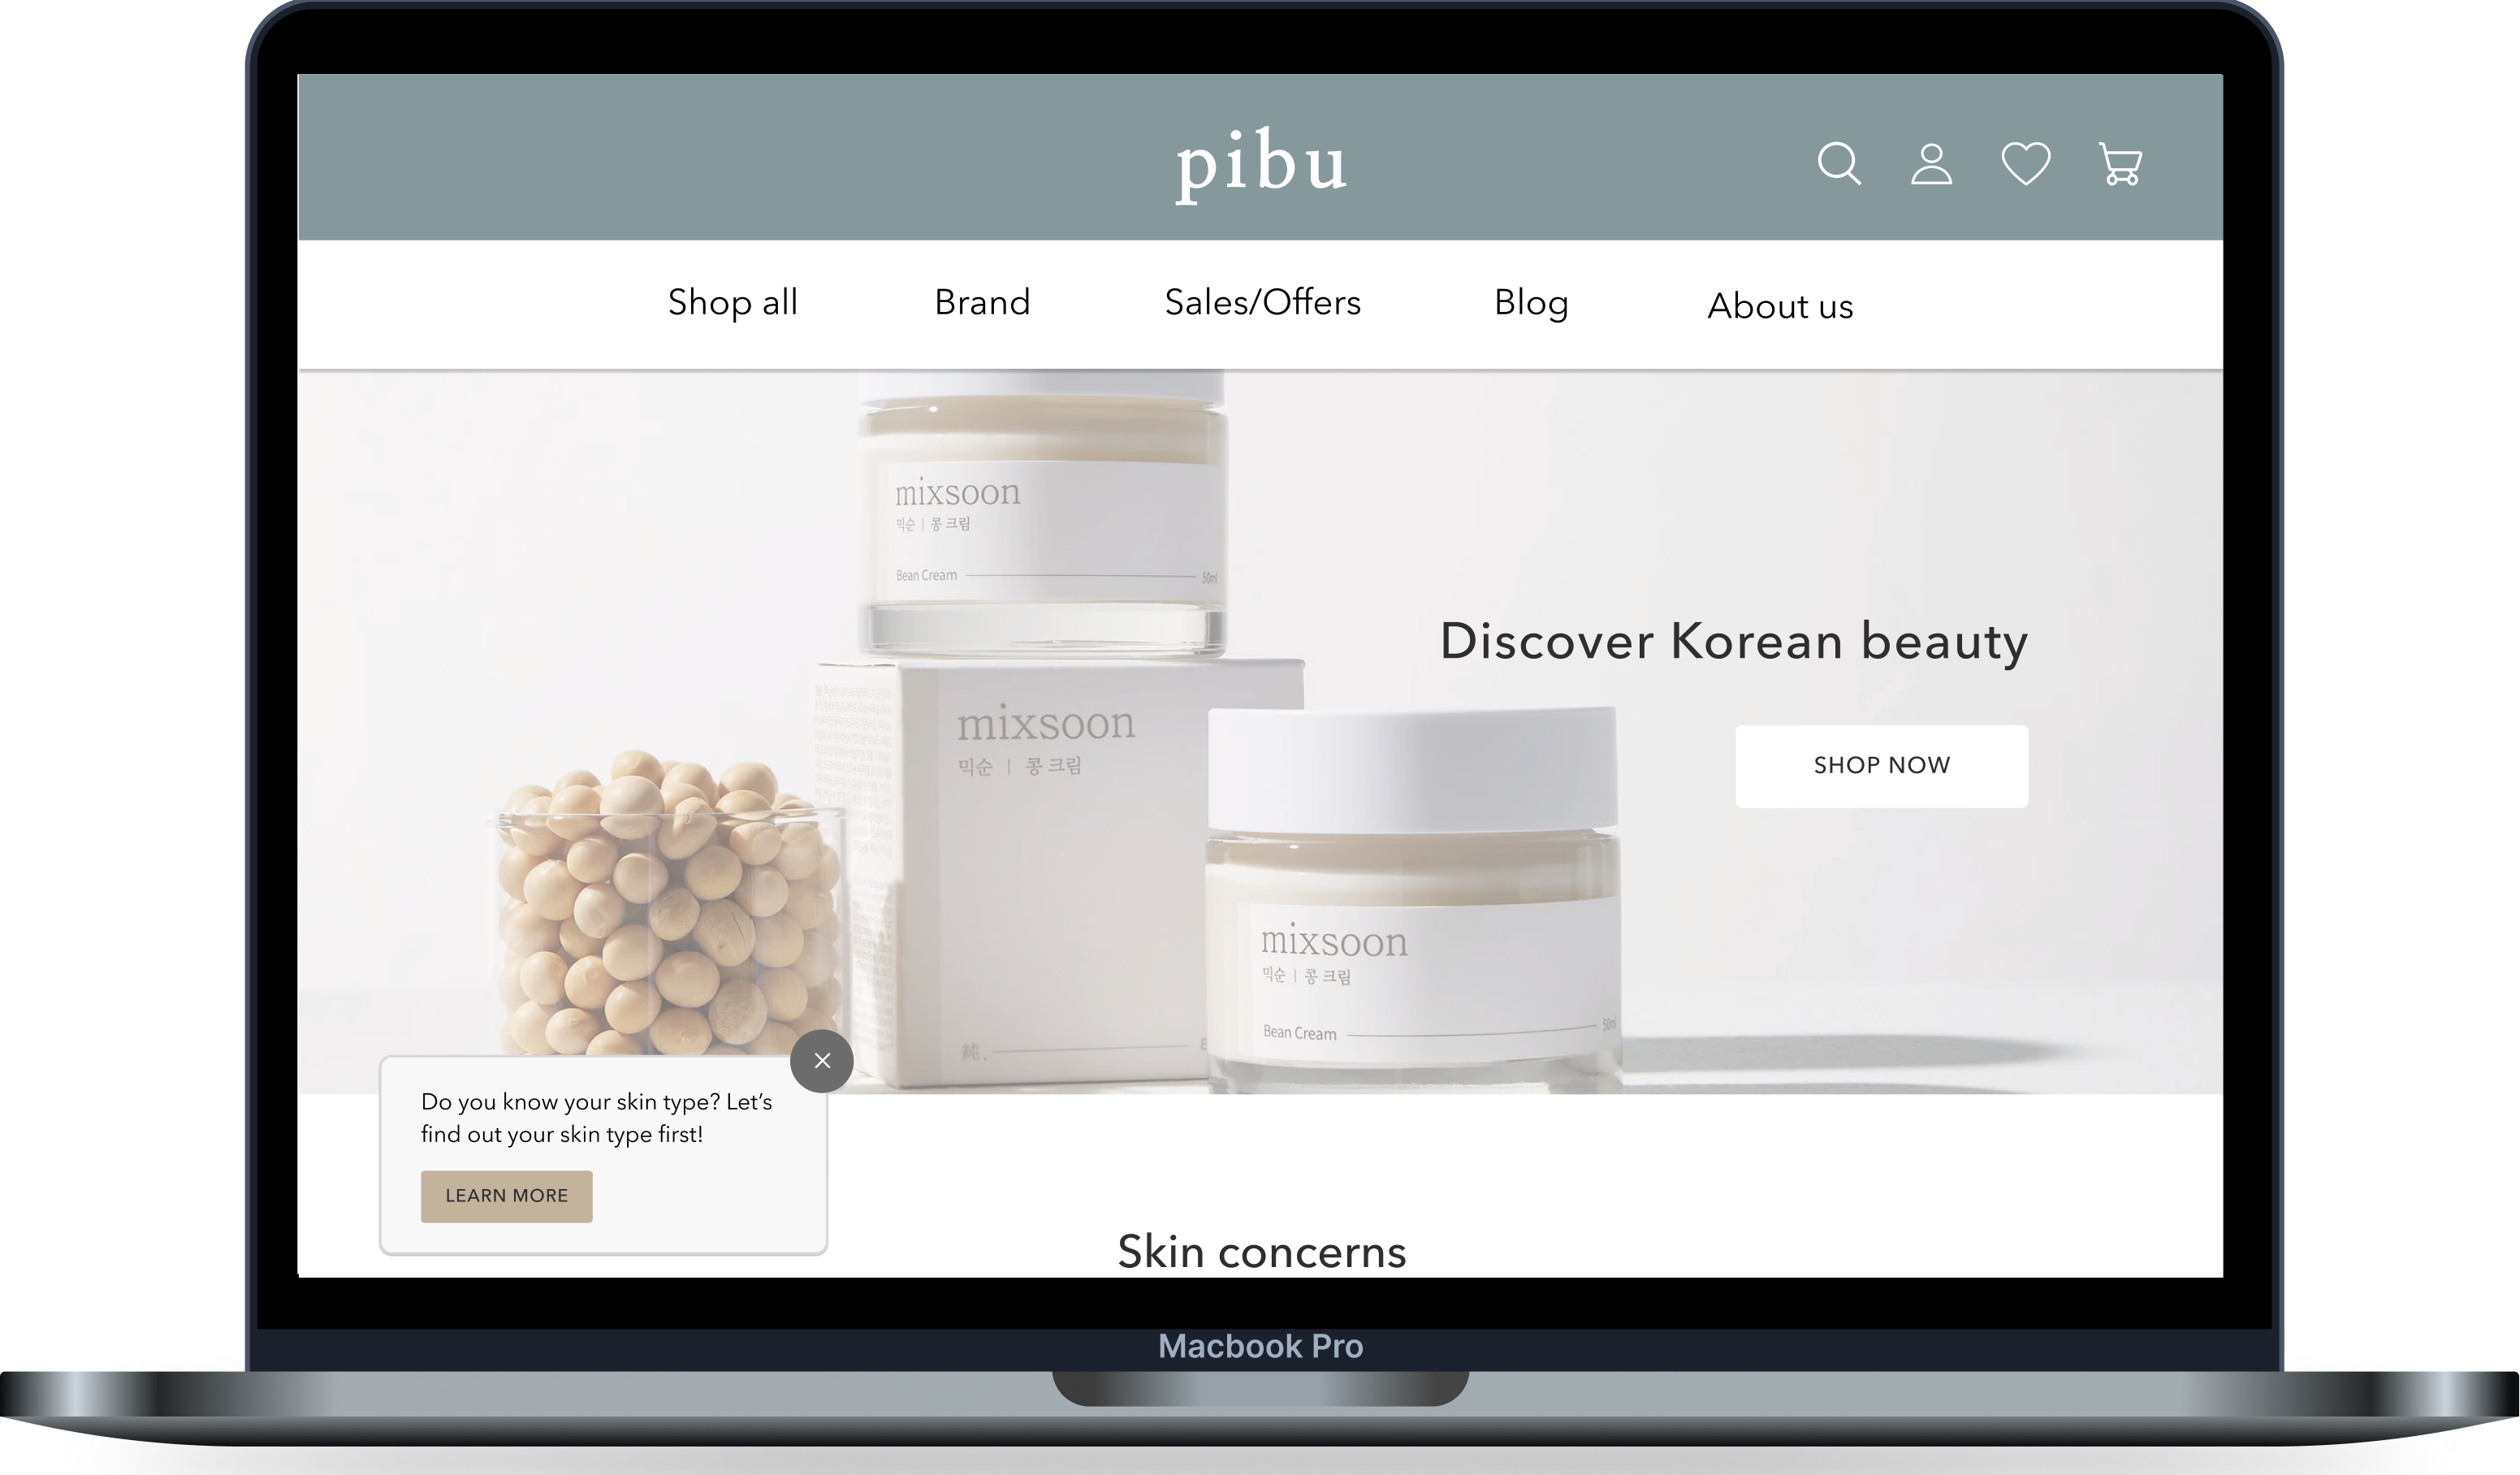 pibu
Shop all
Brand
Sales/Offers
Blog
About us
mixsoon
믹순 | 콩 크림
Bean Cream
50ml
Discover Korean beauty
SHOP NOW
mixsoon
믹순 | 콩 크림
純.
mixsoon
믹순 | 콩 크림
Bean Cream
50ml
Do you know your skin type? Let’s
find out your skin type first!
LEARN MORE
Skin concerns
Macbook Pro